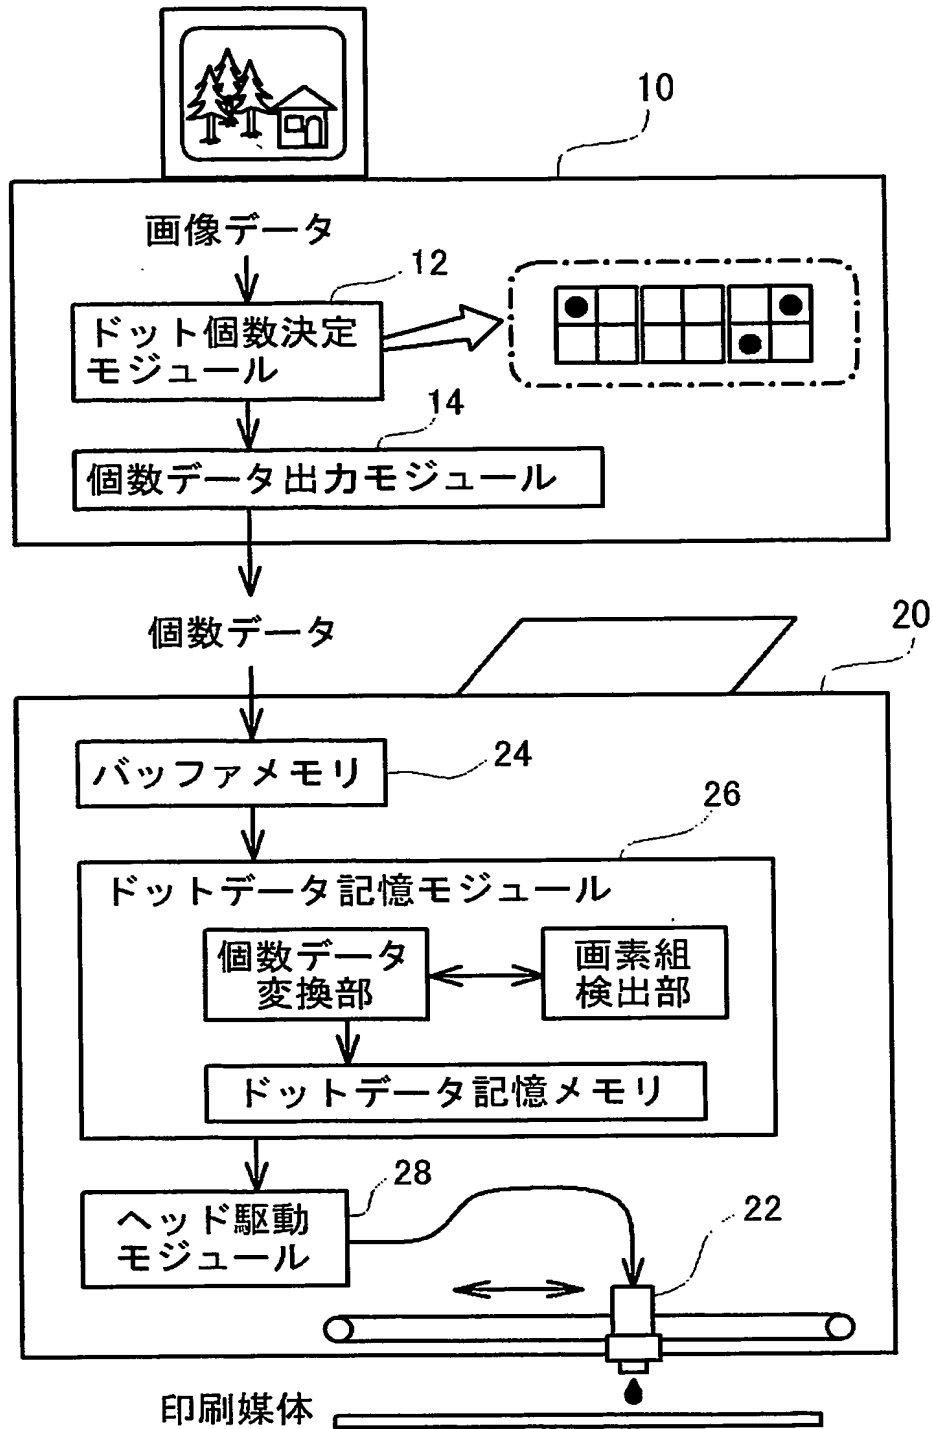 10
画像データ
12
ドット個数決定
モジュール
14
個数データ出力モジュール
個数データ
20
バッファメモリ
24
26
ドットデータ記憶モジュール
個数データ
変換部
画素組
検出部
ドットデータ記憶メモリ
28
ヘッド駆動
モジュール
22
印刷媒体